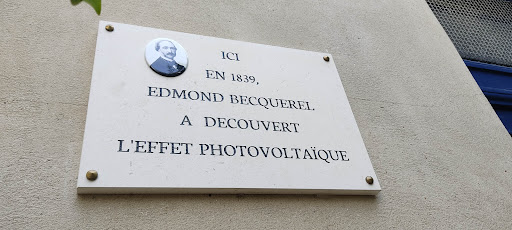 ICI
EN 1839,
EDMOND BECQUEREL
A DECOUVERT
L'EFFET PHOTOVOLTAÏQUE